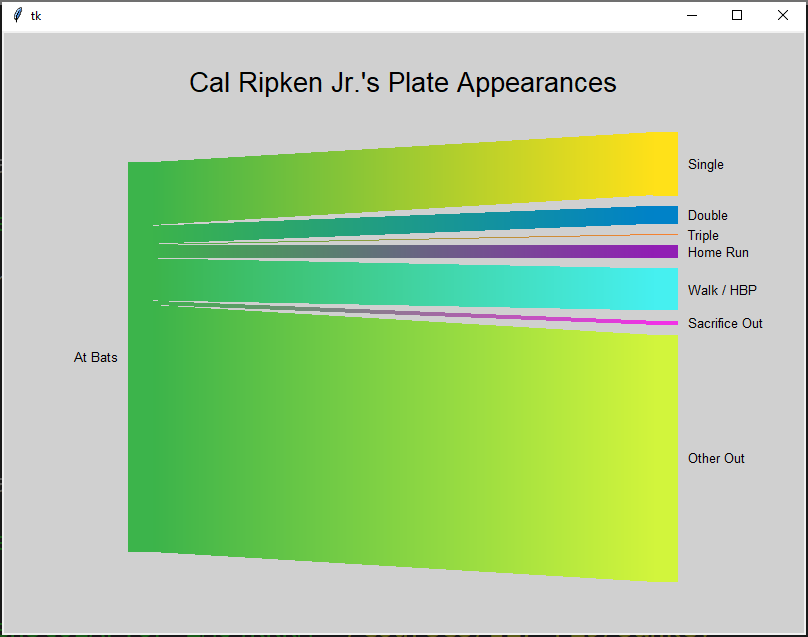 tk
Cal Ripken Jr.'s Plate Appearances
Single
Double
Triple
Home Run
Walk / HBP
Sacrifice Out
At Bats
Other Out